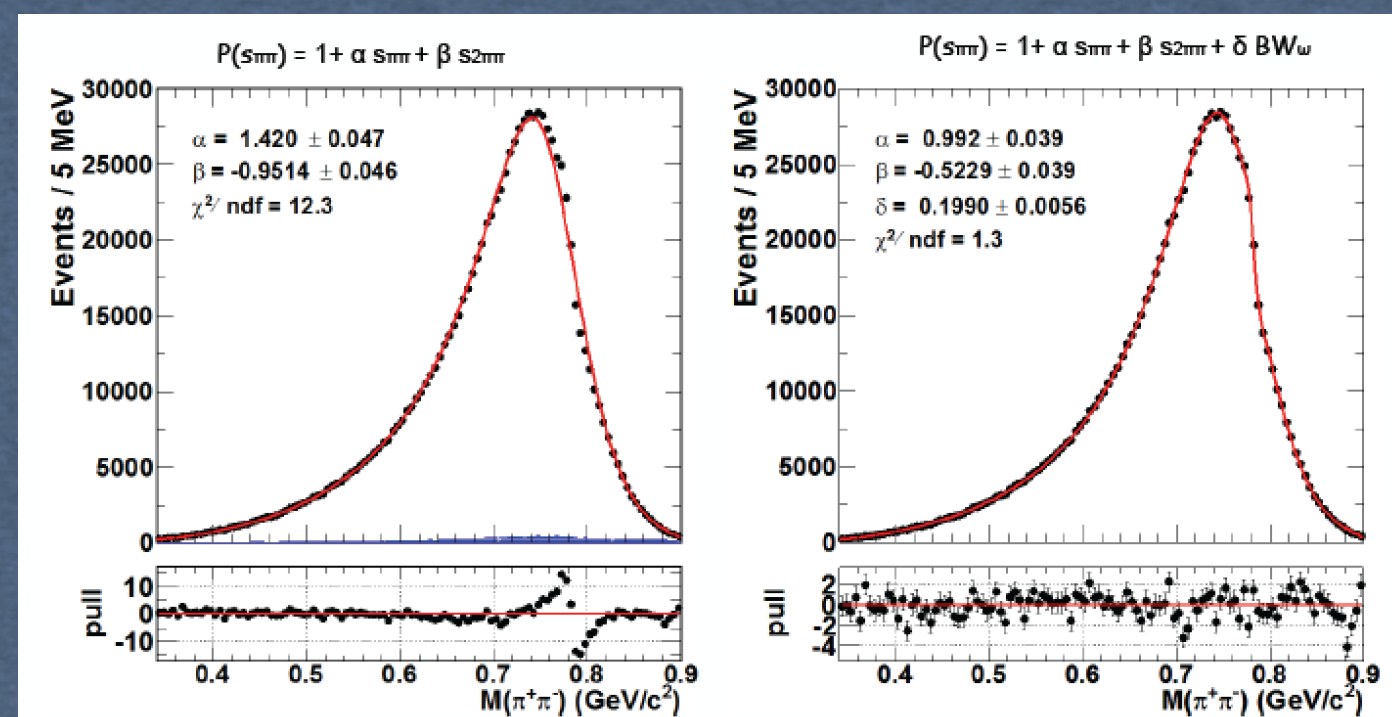 P(sππ) = 1+ α sππ + β s2ππ
Events / 5 MeV
30000
25000
20000
15000
10000
5000
0
α = 1.420 ± 0.047
β = -0.9514 ± 0.046
χ²/ ndf = 12.3
pull
10
0
-10
0.4 0.5 0.6 0.7 0.8 0.9
M(π⁺π⁻) (GeV/c²)
P(sππ) = 1+ α sππ + β s2ππ + δ BWω
Events / 5 MeV
30000
25000
20000
15000
10000
5000
0
α = 0.992 ± 0.039
β = -0.5229 ± 0.039
δ = 0.1990 ± 0.0056
χ²/ ndf = 1.3
pull
2
0
-2
-4
0.4 0.5 0.6 0.7 0.8 0.9
M(π⁺π⁻) (GeV/c²)